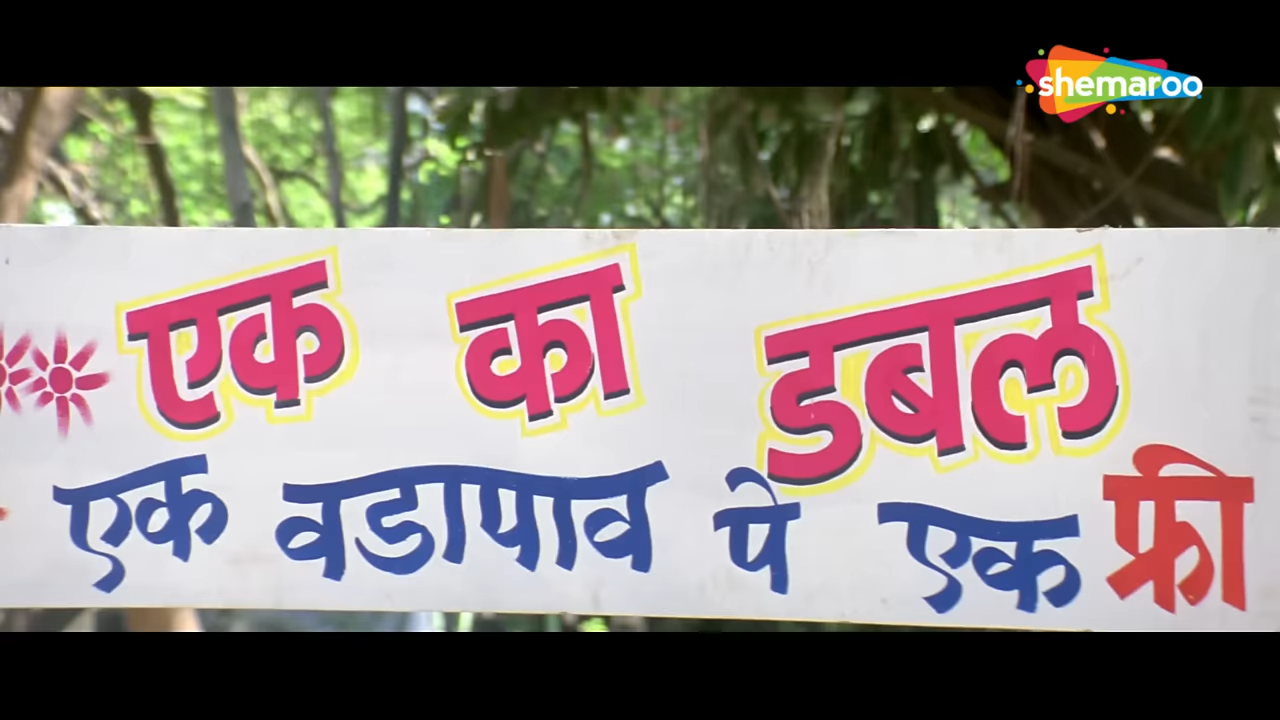 shemaroo
एक का डबल
एक वडापाव पे एक फ्री